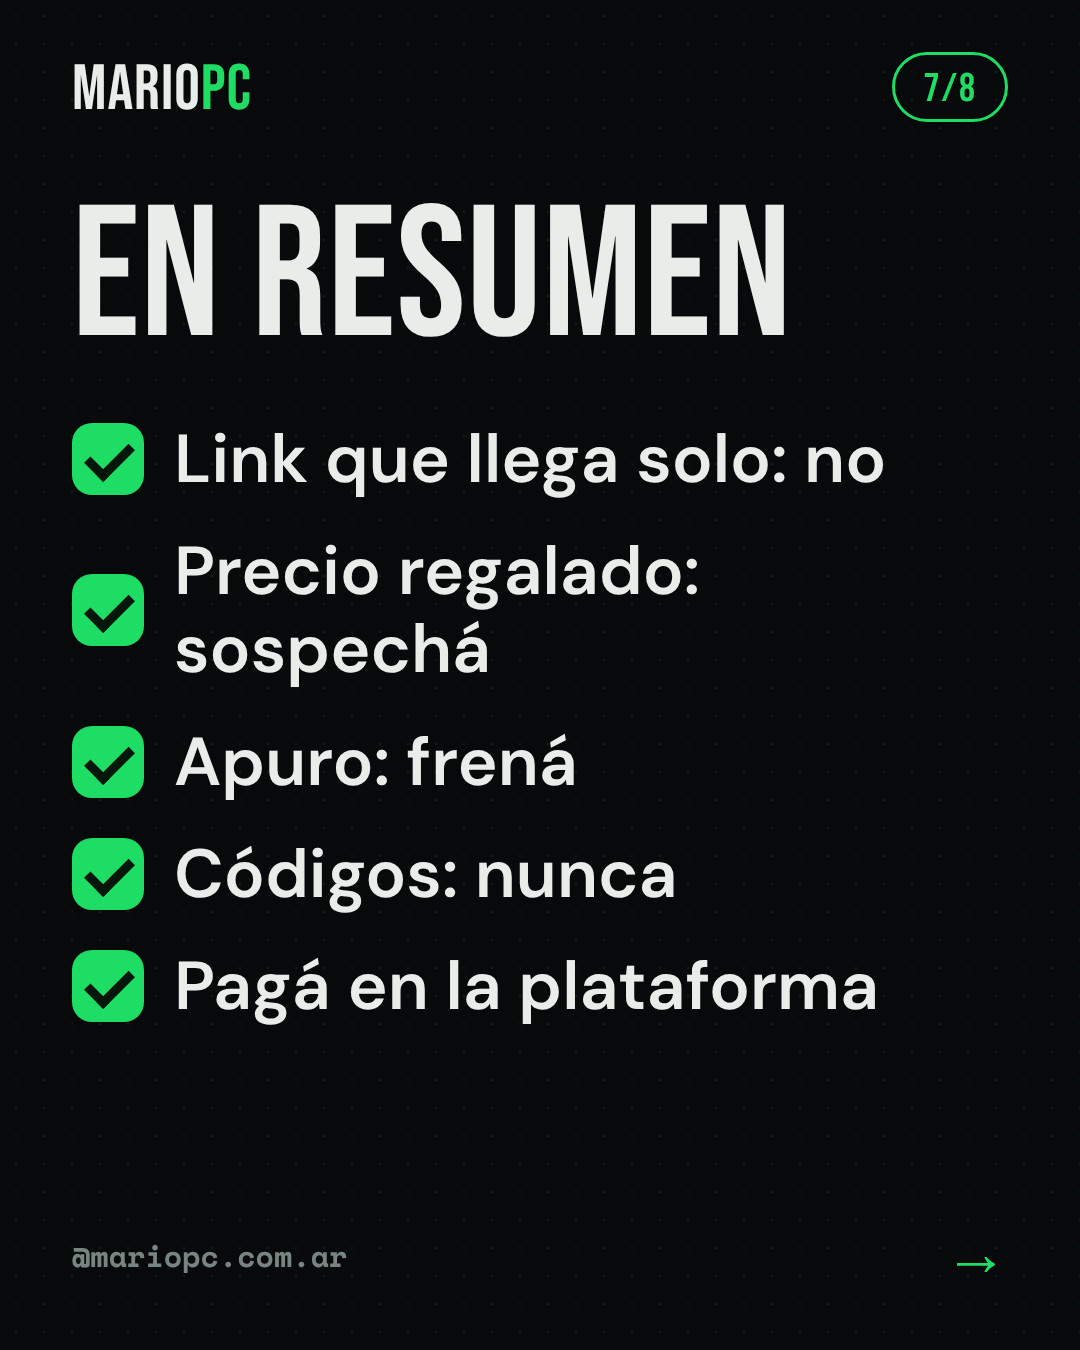 MARIOPC
7/8
EN RESUMEN
Link que llega solo: no
Precio regalado:
sospechá
Apuro: frená
Códigos: nunca
Pagá en la plataforma
@mariopc.com.ar
→